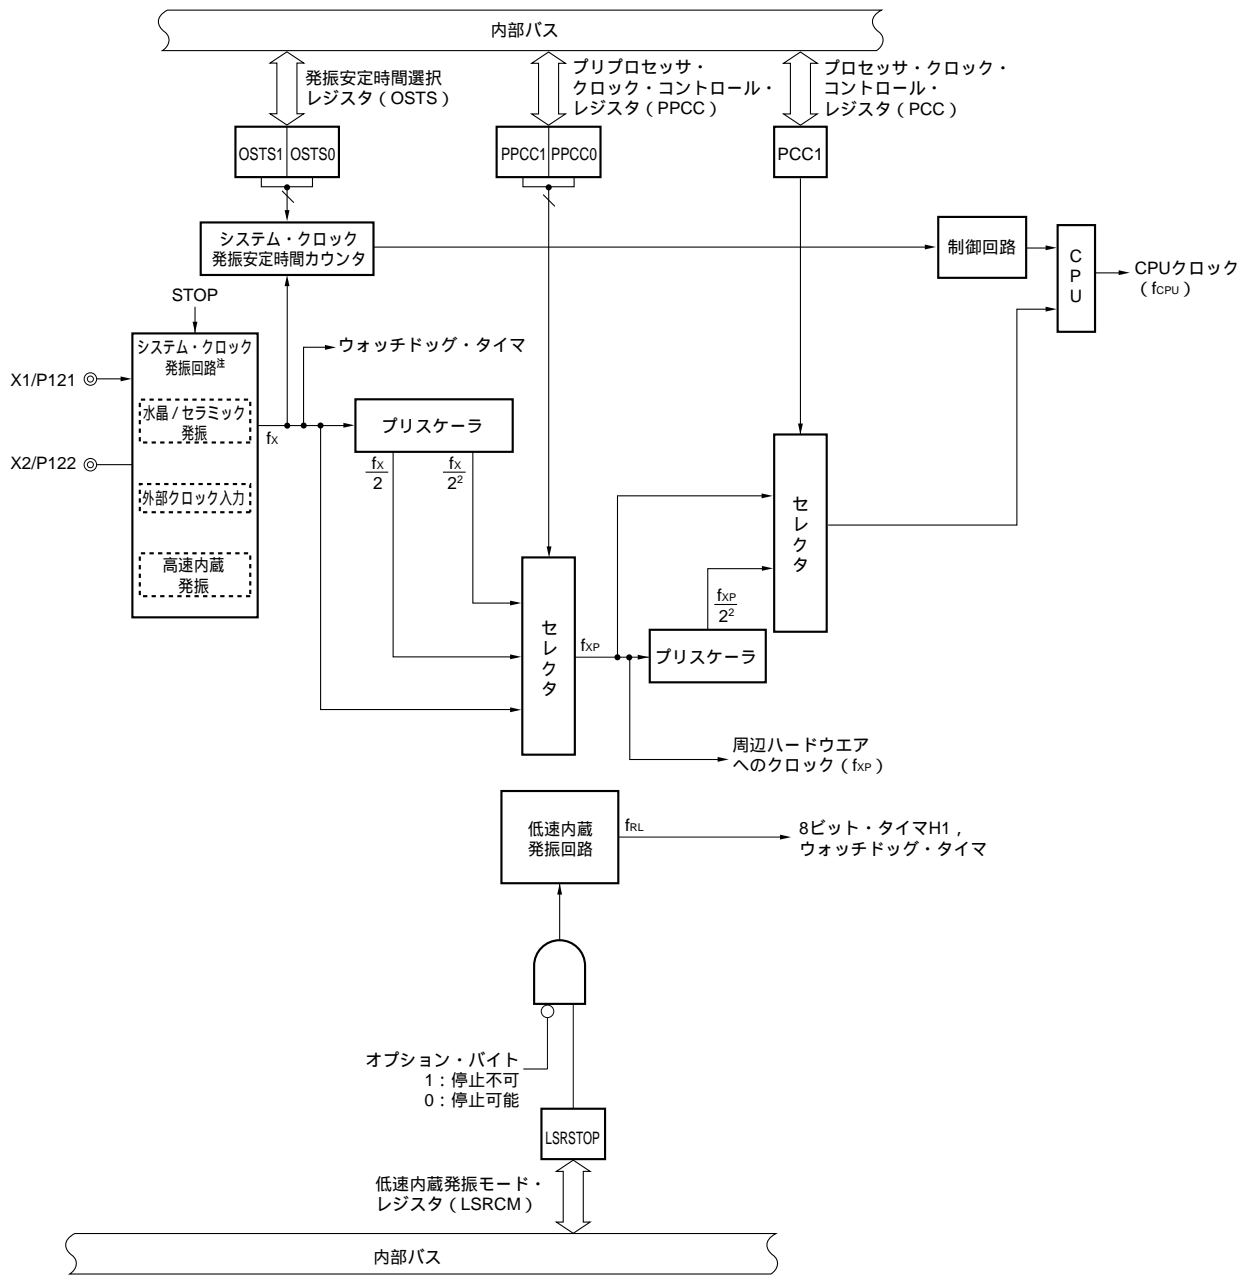 内部バス
発振安定時間選択
レジスタ（OSTS）
プリプロセッサ・
クロック・コントロール・
レジスタ（PPCC）
プロセッサ・クロック・
コントロール・
レジスタ（PCC）
OSTS1 OSTS0
PPCC1 PPCC0
PCC1
システム・クロック
発振安定時間カウンタ
制御回路
CPU
CPUクロック
（fCPU）
STOP
システム・クロック
発振回路注
X1/P121
X2/P122
水晶/セラミック
発振
外部クロック入力
高速内蔵
発振
fX
ウォッチドッグ・タイマ
プリスケーラ
fX
2
fX
2²
セレクタ
fXP
プリスケーラ
fXP
2²
セレクタ
周辺ハードウエア
へのクロック（fXP）
低速内蔵
発振回路
fRL
8ビット・タイマH1，
ウォッチドッグ・タイマ
オプション・バイト
1：停止不可
0：停止可能
LSRSTOP
低速内蔵発振モード・
レジスタ（LSRCM）
内部バス